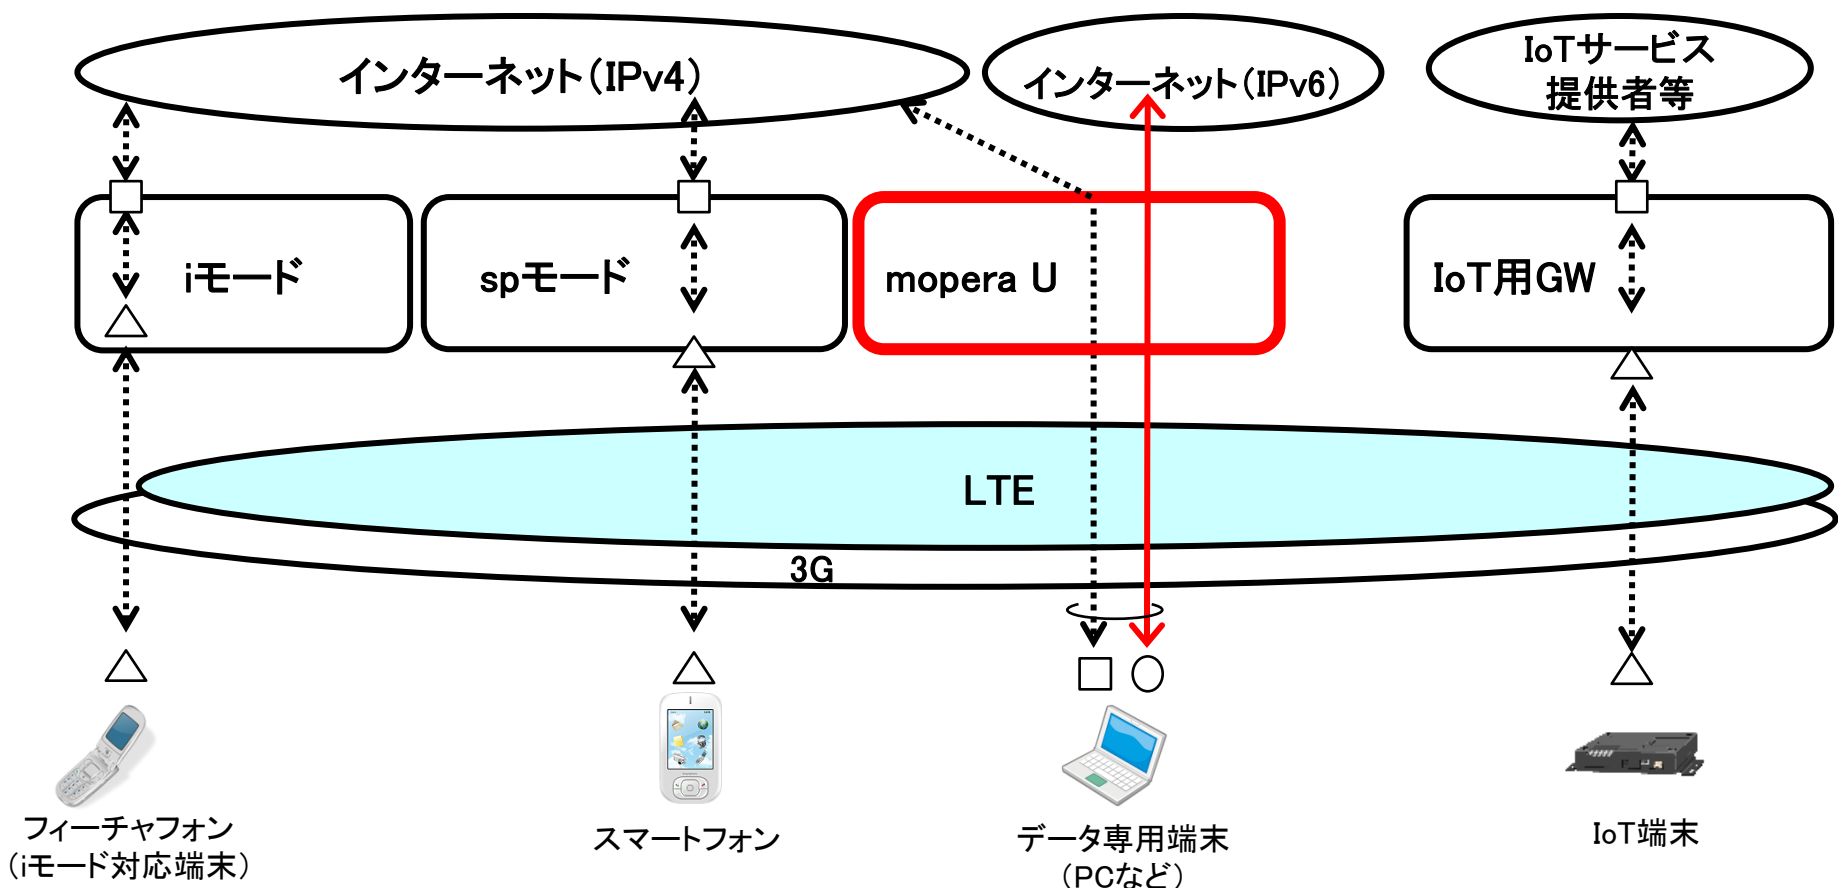 インターネット(IPv4)
インターネット(IPv6)
IoTサービス
提供者等
iモード
spモード
mopera U
IoT用GW
LTE
3G
フィーチャフォン
(iモード対応端末)
スマートフォン
データ専用端末
(PCなど)
IoT端末